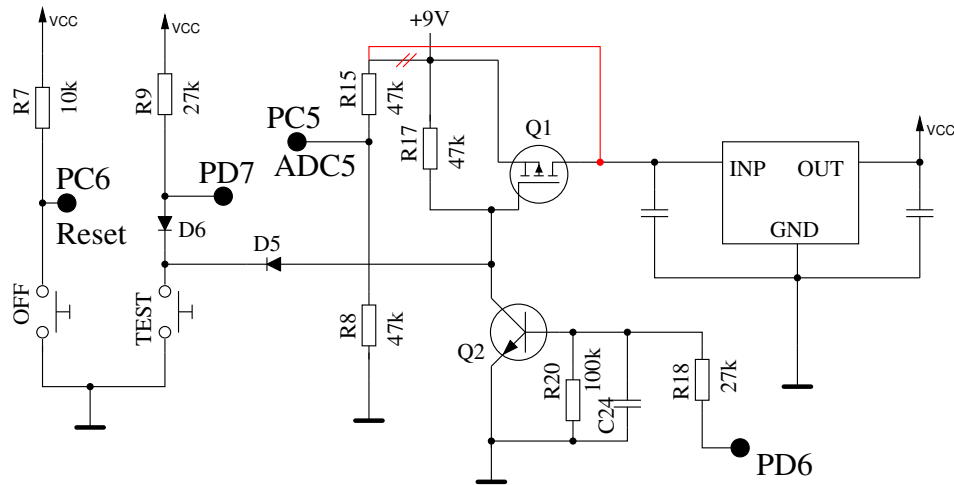 VCC
VCC
+9V
R7
10k
R9
27k
R15
47k
PC5
ADC5
R17
47k
Q1
VCC
INP
OUT
GND
PC6
Reset
PD7
D6
D5
OFF
TEST
R8
47k
Q2
R20
100k
C24
R18
27k
PD6